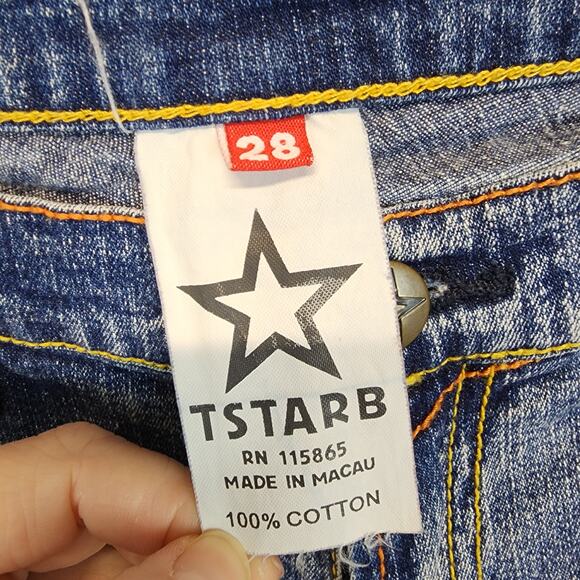 28
TSTARB
RN 115865
MADE IN MACAU
100% COTTON